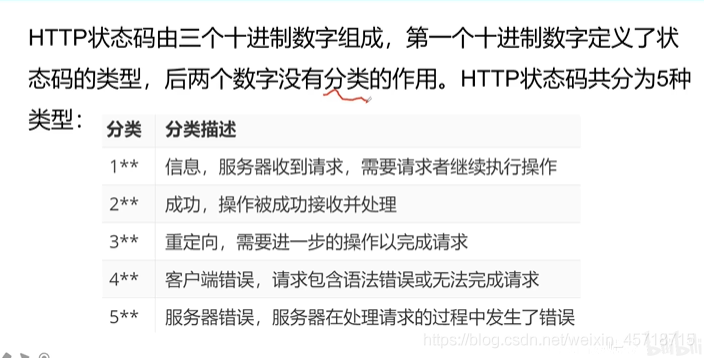 HTTP状态码由三个十进制数字组成，第一个十进制数字定义了状
态码的类型，后两个数字没有分类的作用。HTTP状态码共分为5种
类型：
分类 分类描述
1** 信息，服务器收到请求，需要请求者继续执行操作
2** 成功，操作被成功接收并处理
3** 重定向，需要进一步的操作以完成请求
4** 客户端错误，请求包含语法错误或无法完成请求
5** 服务器错误，服务器在处理请求的过程中发生了错误
https://blog.csdn.net/weixin_45713719
bilibili